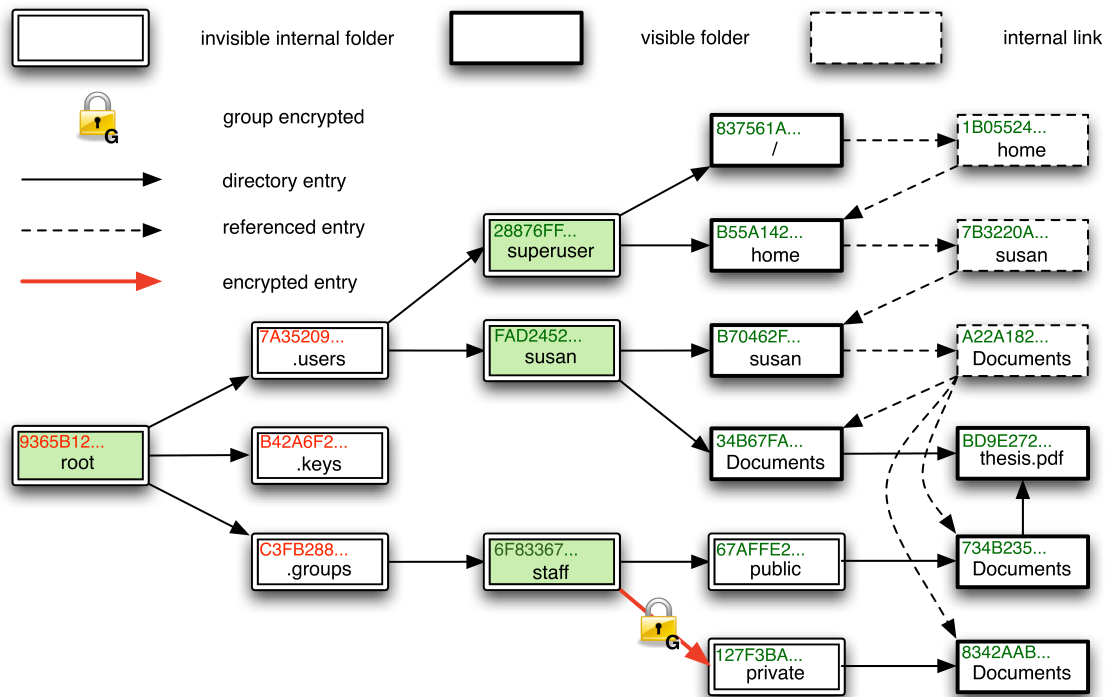 invisible internal folder
visible folder
internal link
G
group encrypted
directory entry
referenced entry
encrypted entry
837561A...
/
1B05524...
home
28876FF...
superuser
B55A142...
home
7B3220A...
susan
7A35209...
.users
FAD2452...
susan
B70462F...
susan
A22A182...
Documents
9365B12...
root
B42A6F2...
.keys
34B67FA...
Documents
BD9E272...
thesis.pdf
C3FB288...
.groups
6F83367...
staff
67AFFE2...
public
734B235...
Documents
G
127F3BA...
private
8342AAB...
Documents